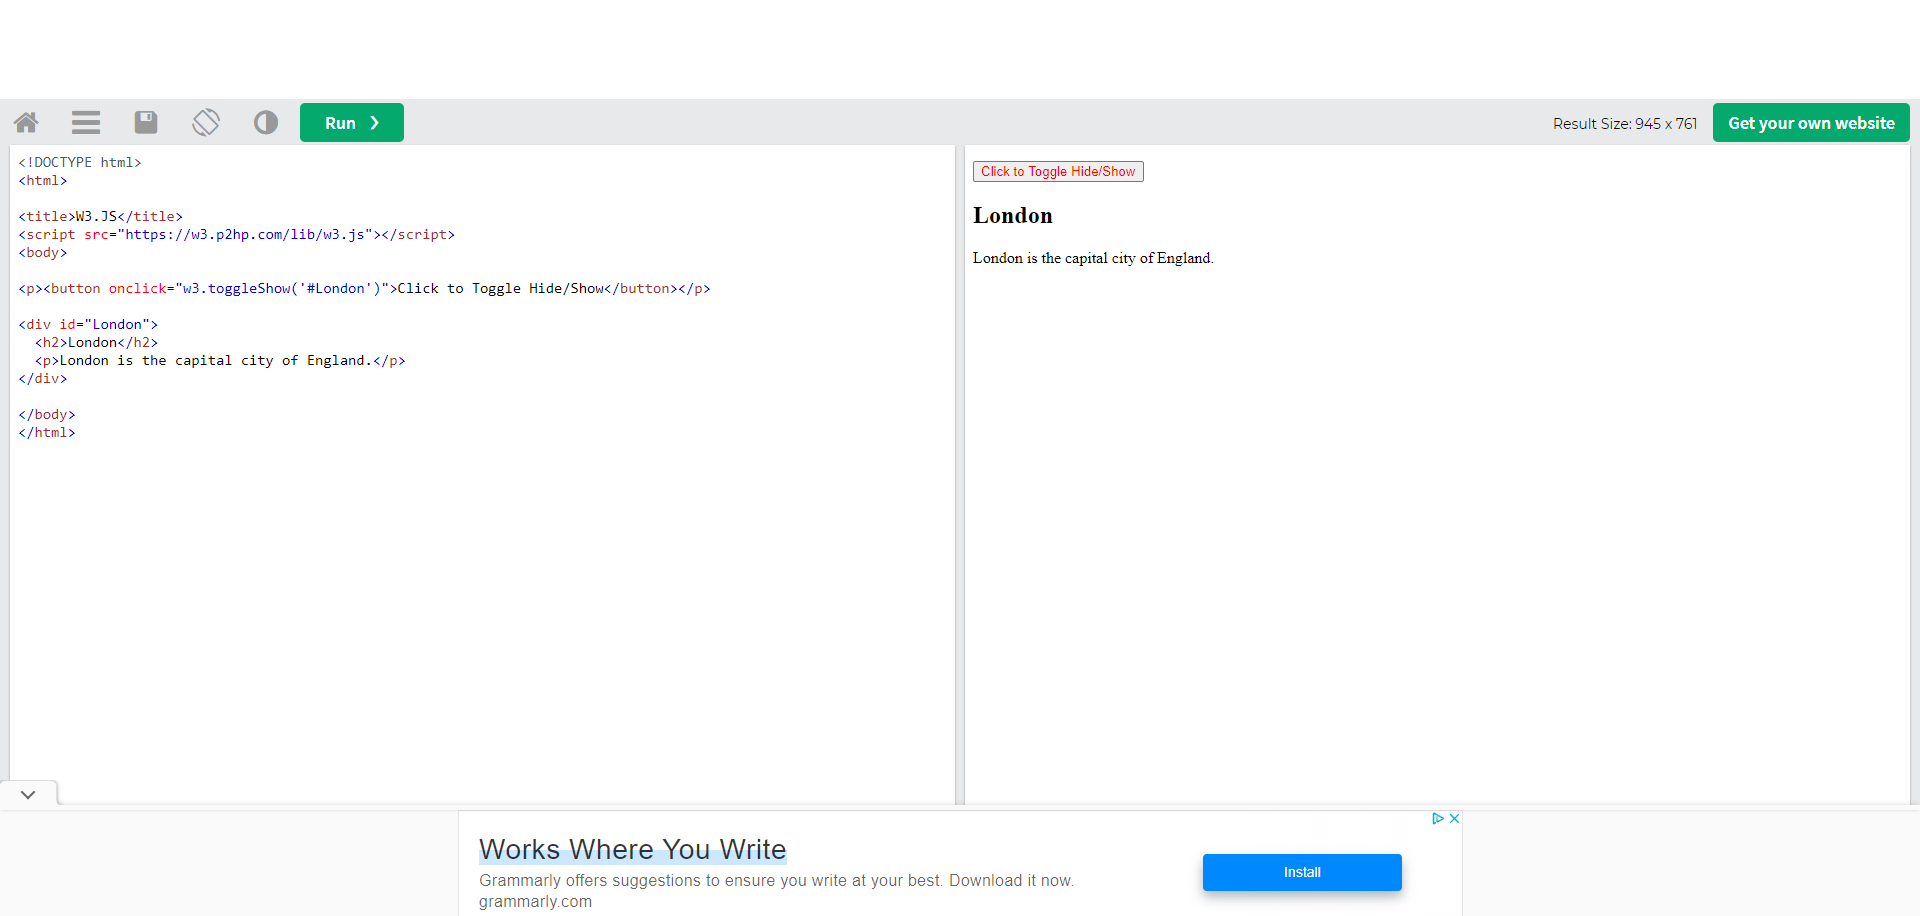 Run ❯
Result Size: 945 x 761
Get your own website
<!DOCTYPE html>
<html>
<title>W3.JS</title>
<script src="https://w3.p2hp.com/lib/w3.js"></script>
<body>
<p><button onclick="w3.toggleShow('#London')">Click to Toggle Hide/Show</button></p>
<div id="London">
  <h2>London</h2>
  <p>London is the capital city of England.</p>
</div>
</body>
</html>
Click to Toggle Hide/Show
London
London is the capital city of England.
Works Where You Write
Grammarly offers suggestions to ensure you write at your best. Download it now.
grammarly.com
Install